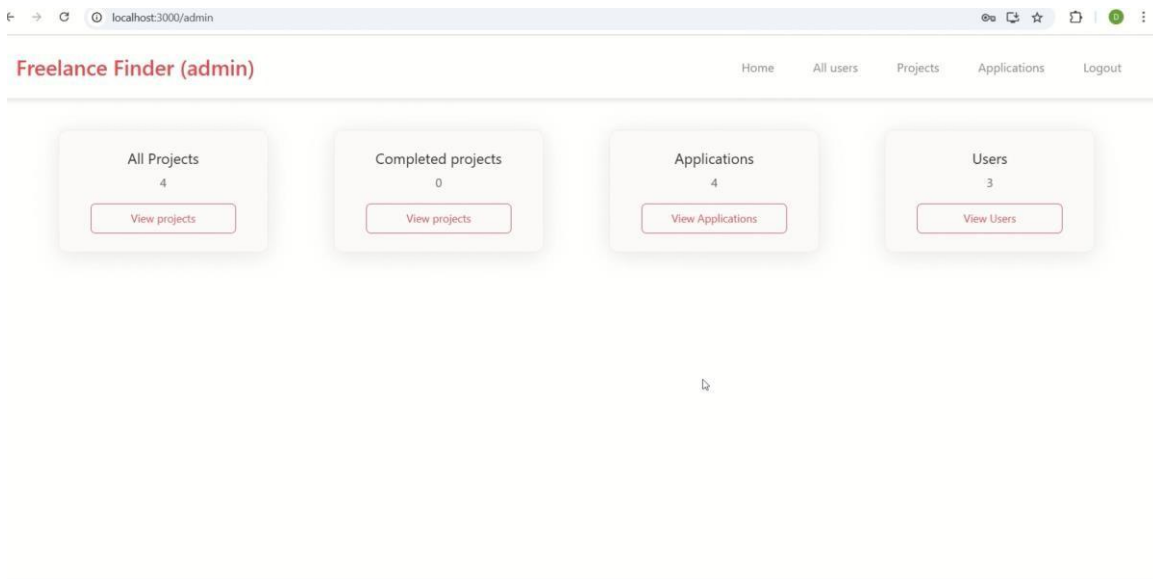 localhost:3000/admin
D
Freelance Finder (admin)
Home All users Projects Applications Logout
All Projects Completed projects Applications Users
4 0 4 3
View projects View projects View Applications View Users